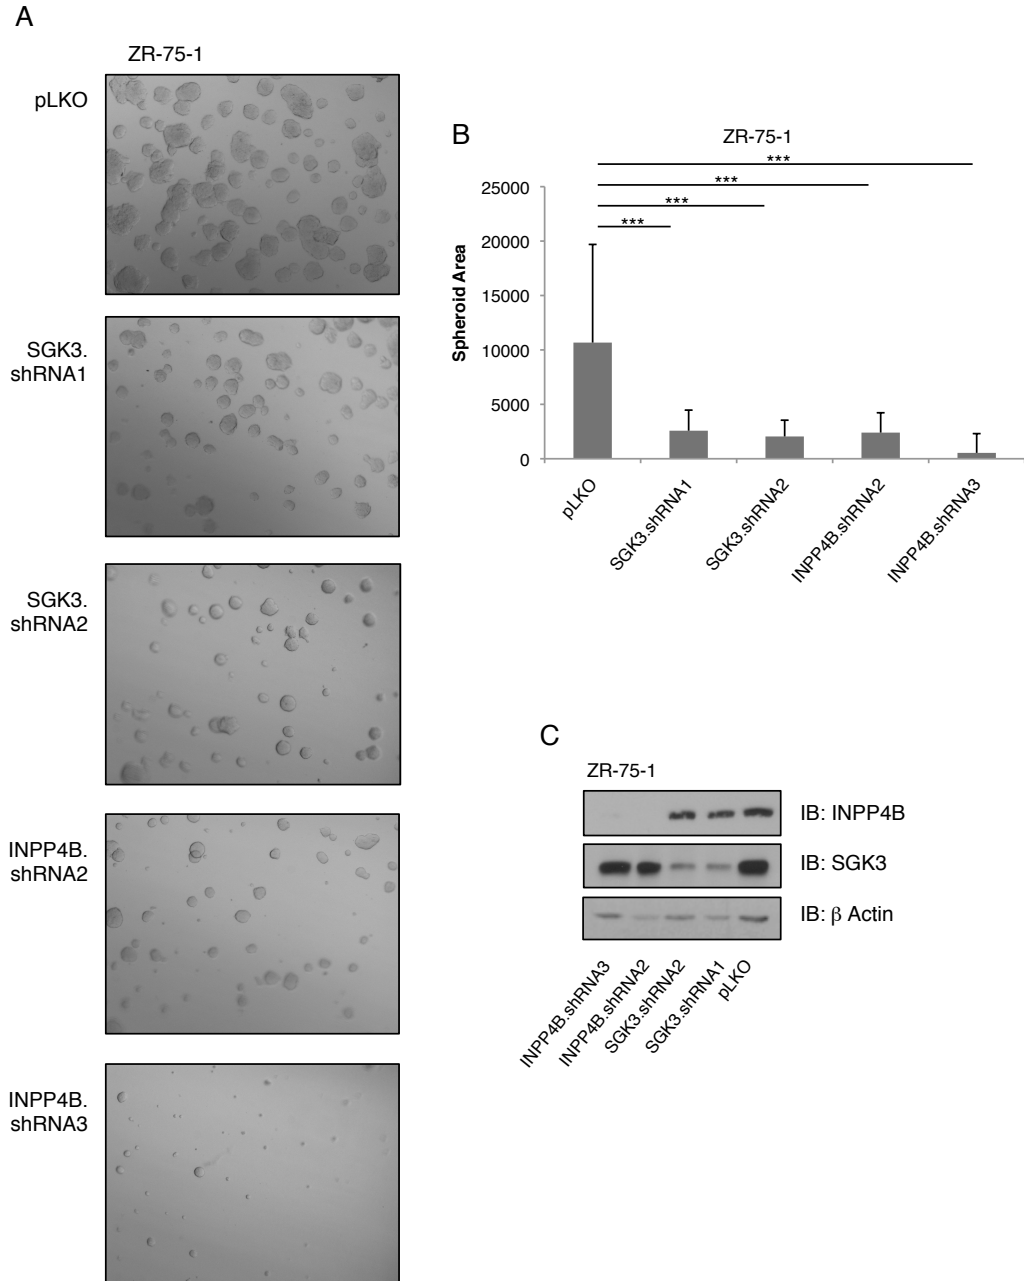 A
ZR-75-1
pLKO
SGK3.
shRNA1
SGK3.
shRNA2
INPP4B.
shRNA2
INPP4B.
shRNA3
B
ZR-75-1
***
***
***
***
Spheroid Area
25000
20000
15000
10000
5000
0
pLKO
SGK3.shRNA1
SGK3.shRNA2
INPP4B.shRNA2
INPP4B.shRNA3
C
ZR-75-1
IB: INPP4B
IB: SGK3
IB: β Actin
INPP4B.shRNA3
INPP4B.shRNA2
SGK3.shRNA2
SGK3.shRNA1
pLKO